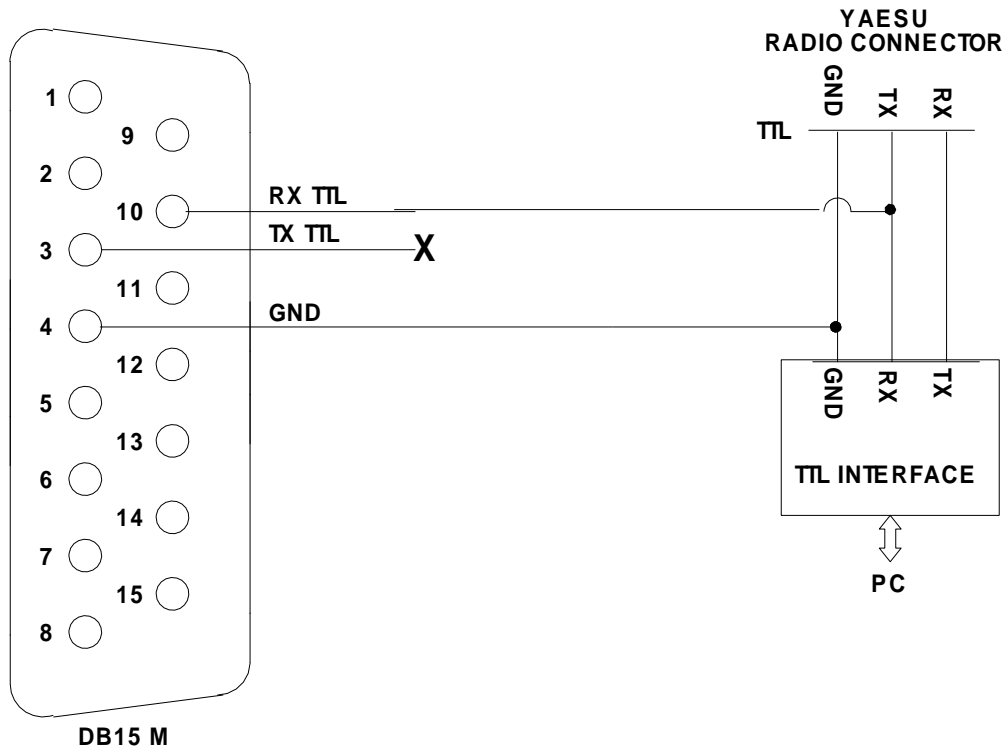 YAESU
RADIO CONNECTOR
GND
TX
RX
TTL
1
9
2
10
RX TTL
3
TX TTL
X
11
4
GND
12
5
13
6
14
7
15
8
GND
RX
TX
TTL INTERFACE
PC
DB15 M